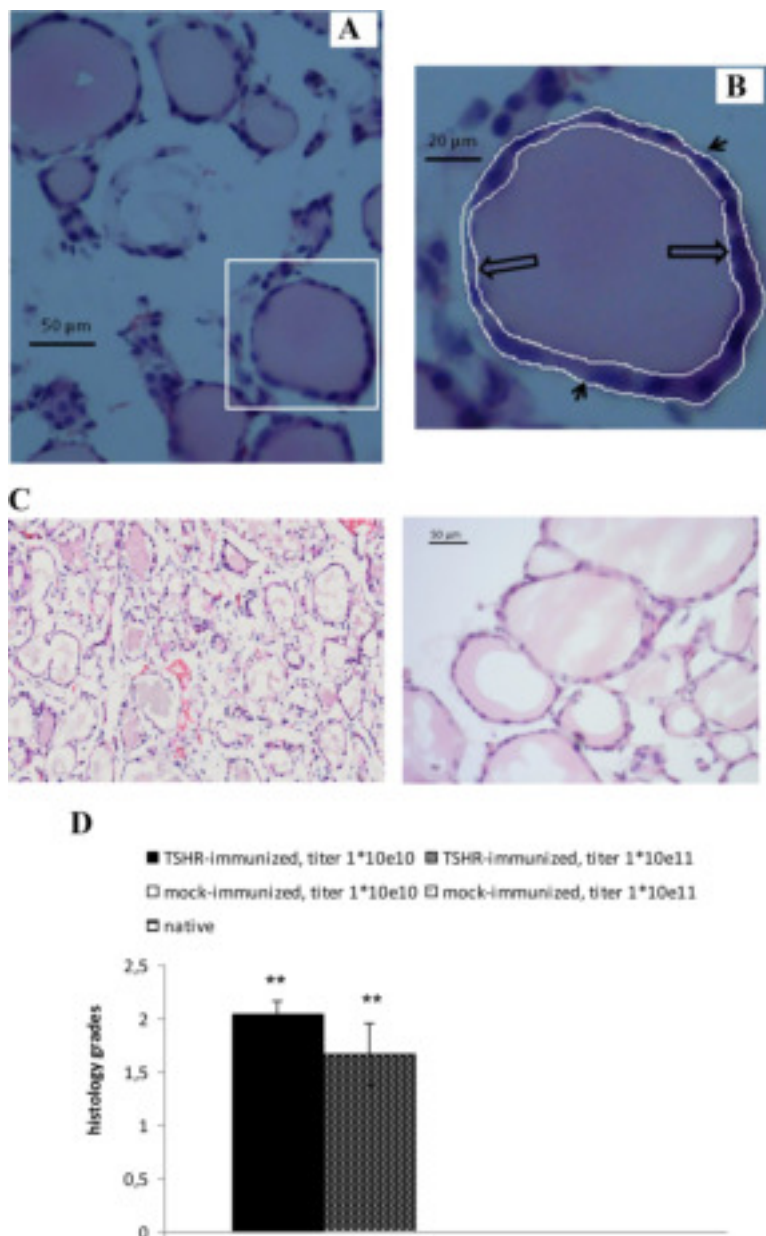 A
50 µm
B
20 µm
C
50 µm
D
TSHR-immunized, titer 1*10e10 TSHR-immunized, titer 1*10e11
mock-immunized, titer 1*10e10 mock-immunized, titer 1*10e11
native
histology grades
2,5
2
1,5
1
0,5
0
** **